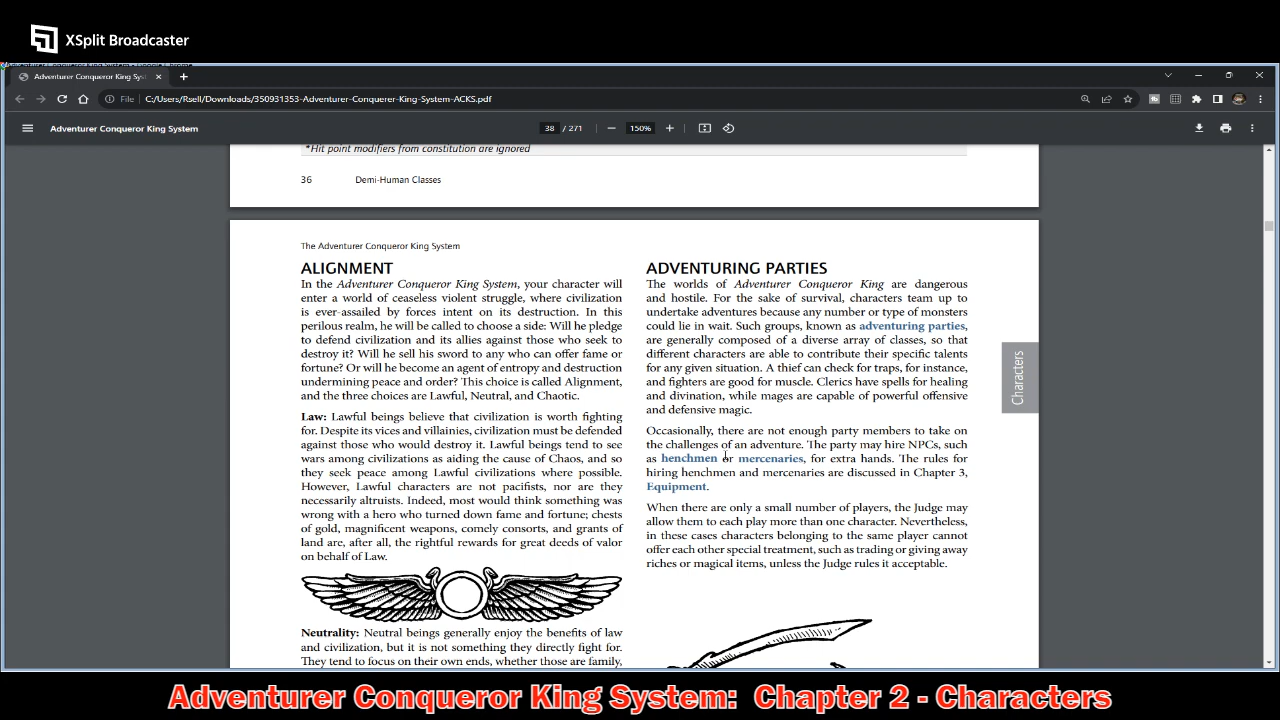 XSplit Broadcaster
Adventurer Conqueror King Sys
File
C:/Users/Rsell/Downloads/350931353-Adventurer-Conquerer-King-System-ACKS.pdf
Adventurer Conqueror King System
38 / 271
150%
*Hit point modifiers from constitution are ignored
36 Demi-Human Classes
The Adventurer Conqueror King System
ALIGNMENT
In the Adventurer Conqueror King System, your character will
enter a world of ceaseless violent struggle, where civilization
is ever-assailed by forces intent on its destruction. In this
perilous realm, he will be called to choose a side: Will he pledge
to defend civilization and its allies against those who seek to
destroy it? Will he sell his sword to any who can offer fame or
fortune? Or will he become an agent of entropy and destruction
undermining peace and order? This choice is called Alignment,
and the three choices are Lawful, Neutral, and Chaotic.
Law: Lawful beings believe that civilization is worth fighting
for. Despite its vices and villainies, civilization must be defended
against those who would destroy it. Lawful beings tend to see
wars among civilizations as aiding the cause of Chaos, and so
they seek peace among Lawful civilizations where possible.
However, Lawful characters are not pacifists, nor are they
necessarily altruists. Indeed, most would think something was
wrong with a hero who turned down fame and fortune; chests
of gold, magnificent weapons, comely consorts, and grants of
land are, after all, the rightful rewards for great deeds of valor
on behalf of Law.
Neutrality: Neutral beings generally enjoy the benefits of law
and civilization, but it is not something they directly fight for.
They tend to focus on their own ends, whether those are family,
ADVENTURING PARTIES
The worlds of Adventurer Conqueror King are dangerous
and hostile. For the sake of survival, characters team up to
undertake adventures because any number or type of monsters
could lie in wait. Such groups, known as adventuring parties,
are generally composed of a diverse array of classes, so that
different characters are able to contribute their specific talents
for any given situation. A thief can check for traps, for instance,
and fighters are good for muscle. Clerics have spells for healing
and divination, while mages are capable of powerful offensive
and defensive magic.
Occasionally, there are not enough party members to take on
the challenges of an adventure. The party may hire NPCs, such
as henchmen or mercenaries, for extra hands. The rules for
hiring henchmen and mercenaries are discussed in Chapter 3,
Equipment.
When there are only a small number of players, the Judge may
allow them to each play more than one character. Nevertheless,
in these cases characters belonging to the same player cannot
offer each other special treatment, such as trading or giving away
riches or magical items, unless the Judge rules it acceptable.
Characters
Adventurer Conqueror King System: Chapter 2 - Characters